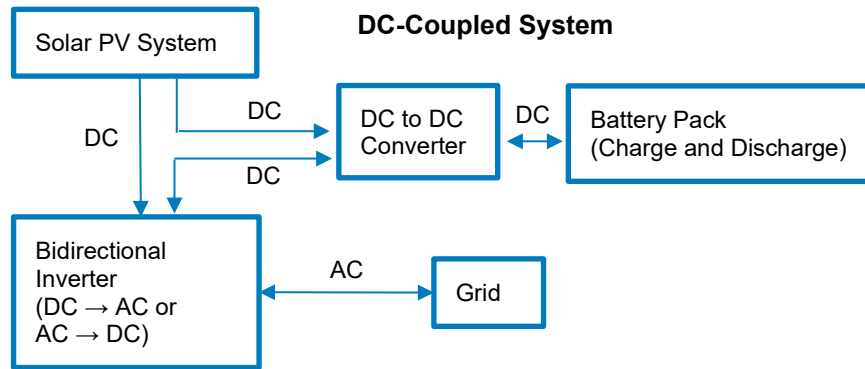 DC-Coupled System
Solar PV System
DC
DC
DC to DC
Converter
DC
Battery Pack
(Charge and Discharge)
DC
Bidirectional
Inverter
(DC → AC or
AC → DC)
AC
Grid